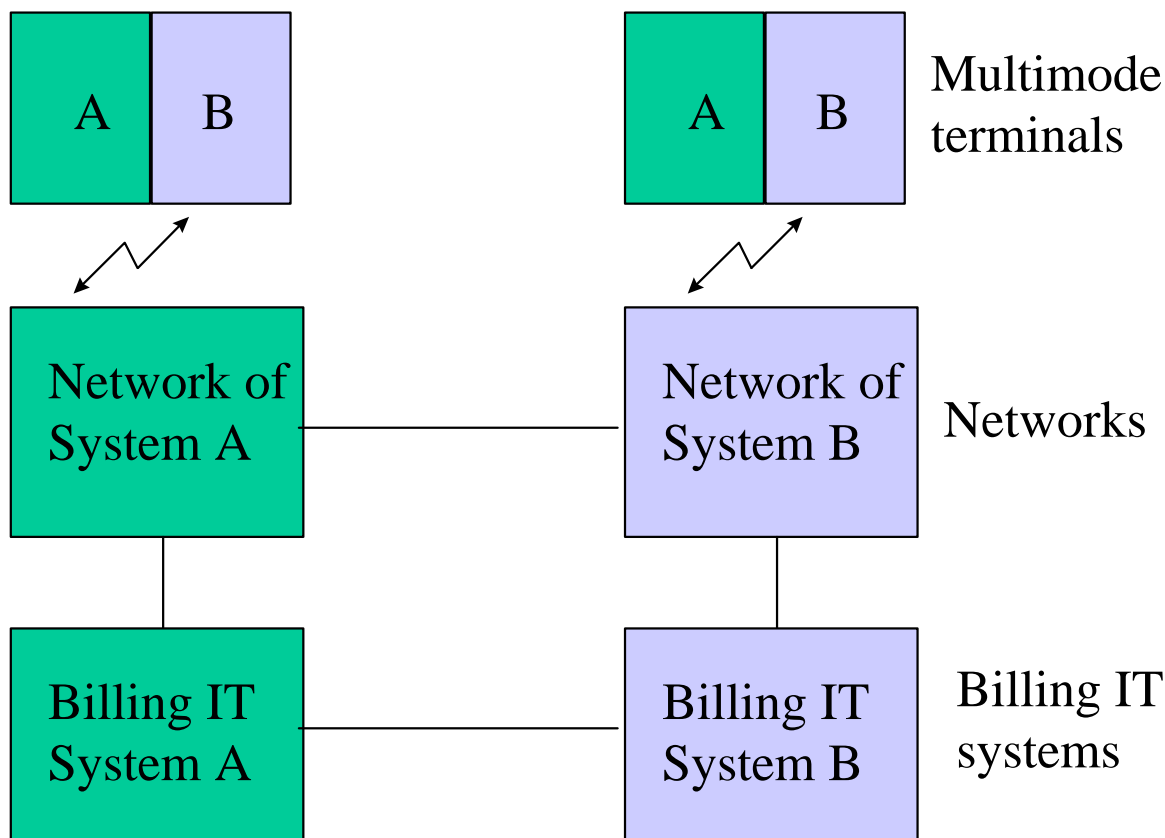 A
B
A
B
Multimode
terminals
Network of
System A
Network of
System B
Networks
Billing IT
System A
Billing IT
System B
Billing IT
systems